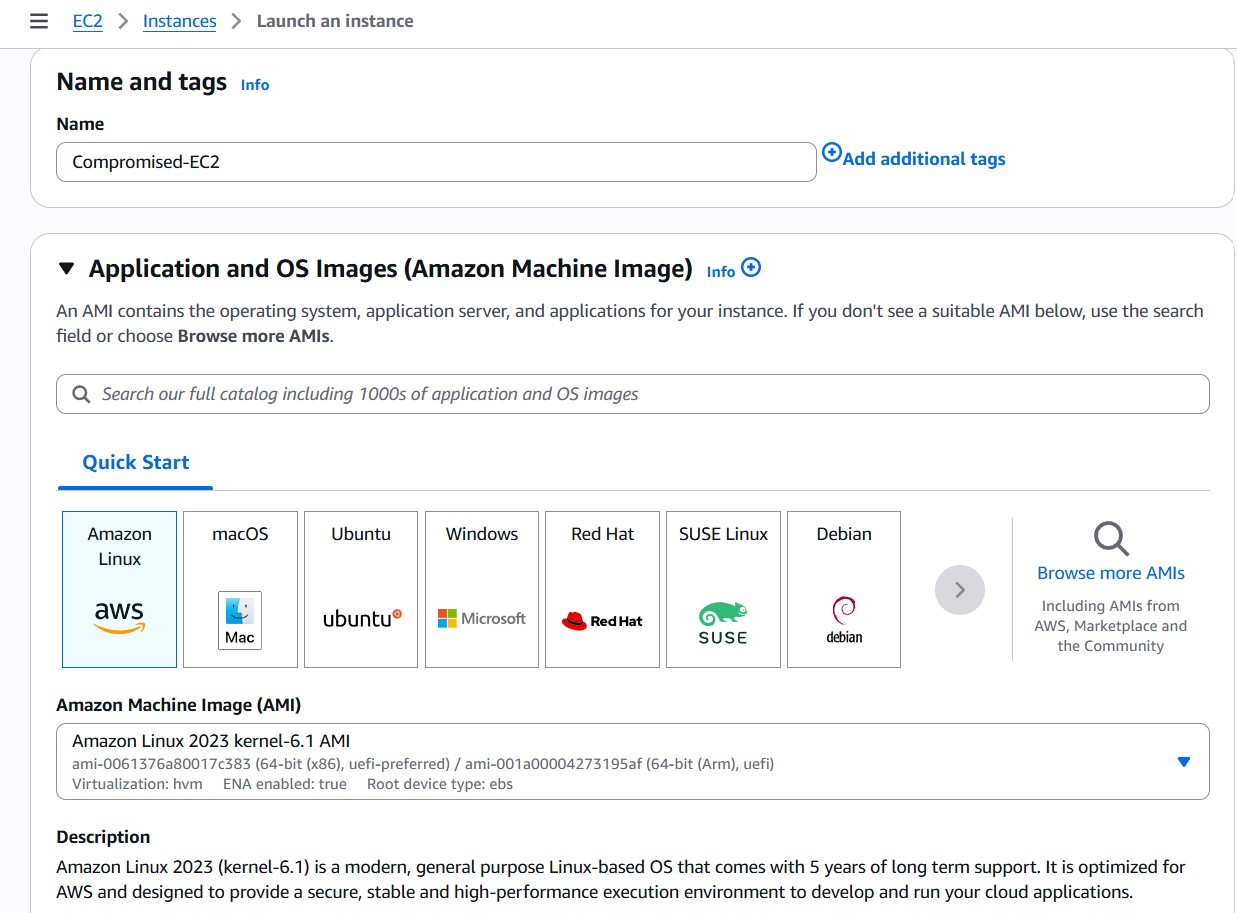 EC2 > Instances > Launch an instance
Name and tags Info
Name
Compromised-EC2
Add additional tags
Application and OS Images (Amazon Machine Image) Info
An AMI contains the operating system, application server, and applications for your instance. If you don't see a suitable AMI below, use the search
field or choose Browse more AMIs.
Search our full catalog including 1000s of application and OS images
Quick Start
Amazon
Linux
aws
macOS
Mac
Ubuntu
ubuntu
Windows
Microsoft
Red Hat
Red Hat
SUSE Linux
SUSE
Debian
debian
Browse more AMIs
Including AMIs from
AWS, Marketplace and
the Community
Amazon Machine Image (AMI)
Amazon Linux 2023 kernel-6.1 AMI
ami-0061376a80017c383 (64-bit (x86), uefi-preferred) / ami-001a00004273195af (64-bit (Arm), uefi)
Virtualization: hvm ENA enabled: true Root device type: ebs
Description
Amazon Linux 2023 (kernel-6.1) is a modern, general purpose Linux-based OS that comes with 5 years of long term support. It is optimized for
AWS and designed to provide a secure, stable and high-performance execution environment to develop and run your cloud applications.